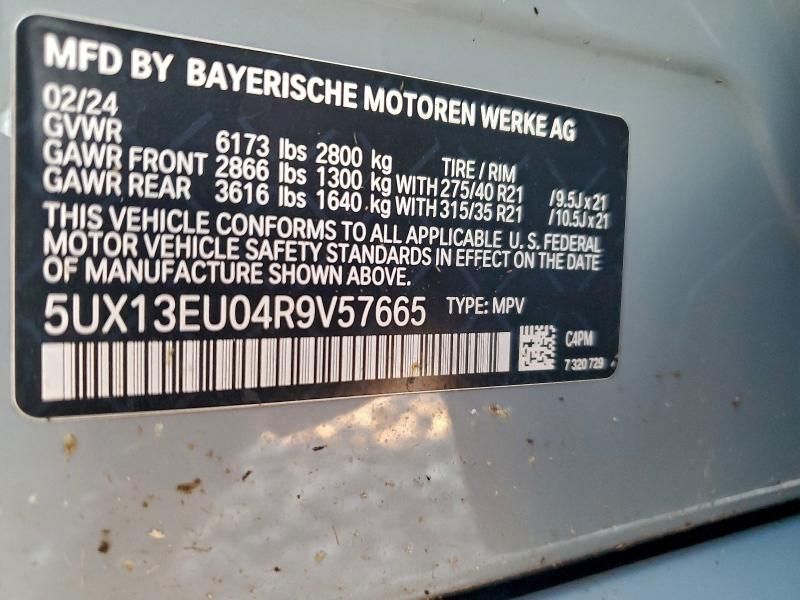 MFD BY BAYERISCHE MOTOREN WERKE AG
02/24
GVWR 6173 lbs 2800 kg TIRE / RIM
GAWR FRONT 2866 lbs 1300 kg WITH 275/40 R21 /9.5J x 21
GAWR REAR 3616 lbs 1640 kg WITH 315/35 R21 /10.5J x 21
THIS VEHICLE CONFORMS TO ALL APPLICABLE U. S. FEDERAL
MOTOR VEHICLE SAFETY STANDARDS IN EFFECT ON THE DATE
OF MANUFACTURE SHOWN ABOVE.
5UX13EU04R9V57665 TYPE: MPV
C4PM
7 320 729